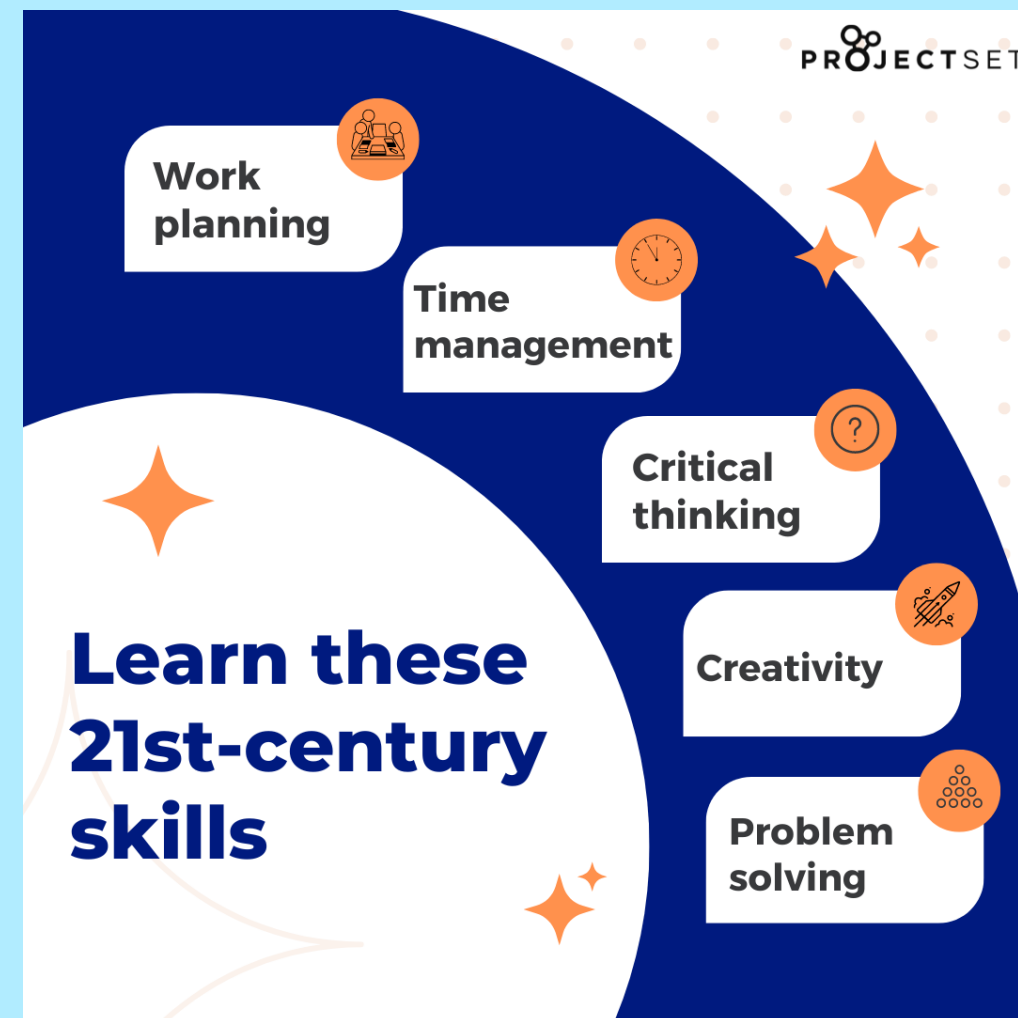 PROJECTSET
Work
planning
Time
management
Critical
thinking
Creativity
Problem
solving
Learn these
21st-century
skills